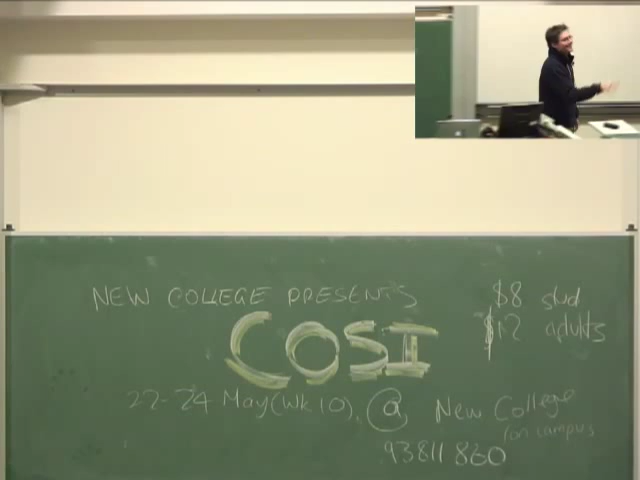 NEW COLLEGE PRESENTS
$8 stud
COSI
$12 adults
22-24 May (Wk 10), @ New College
(on campus
93811860